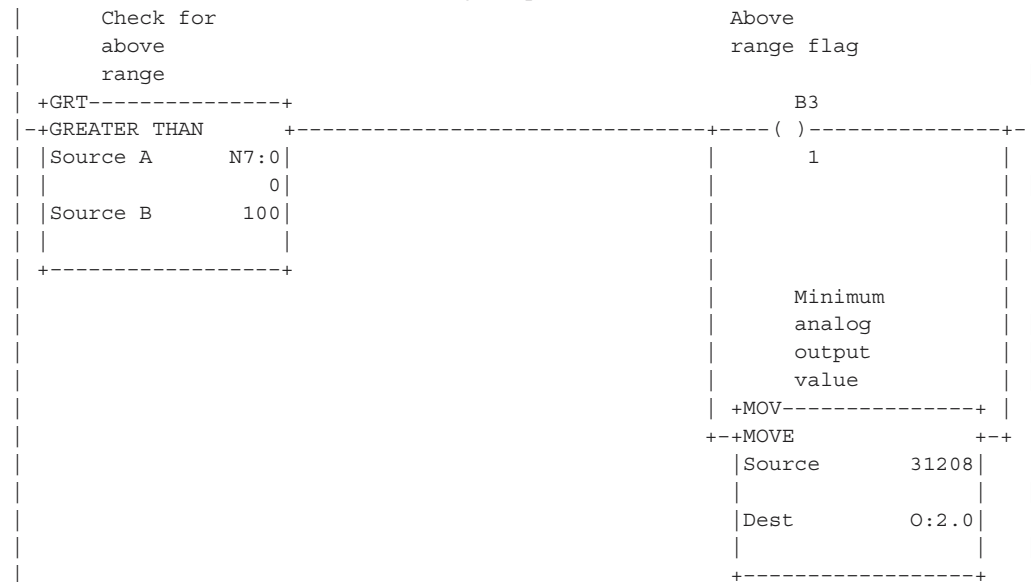 Check for Above
above range flag
range
GRT B3
GREATER THAN ( )
Source A N7:0 1
0
Source B 100
Minimum
analog
output
value
MOV
MOVE
Source 31208
Dest O:2.0